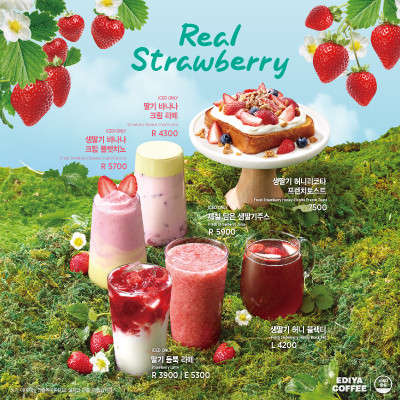 Real
Strawberry
ICED ONLY
딸기 바나나
크림 라떼
R 4300
ICED ONLY
생딸기 바나나
크림 플랫치노
R 5700
생딸기 허니리코타
프렌치토스트
7500
ICED ONLY
제철 담은 생딸기주스
R 5900
ICED ONLY
딸기 듬뿍 라떼
R 3900 | E 5300
생딸기 허니 블랙티
L 4200
EDIYA
COFFEE